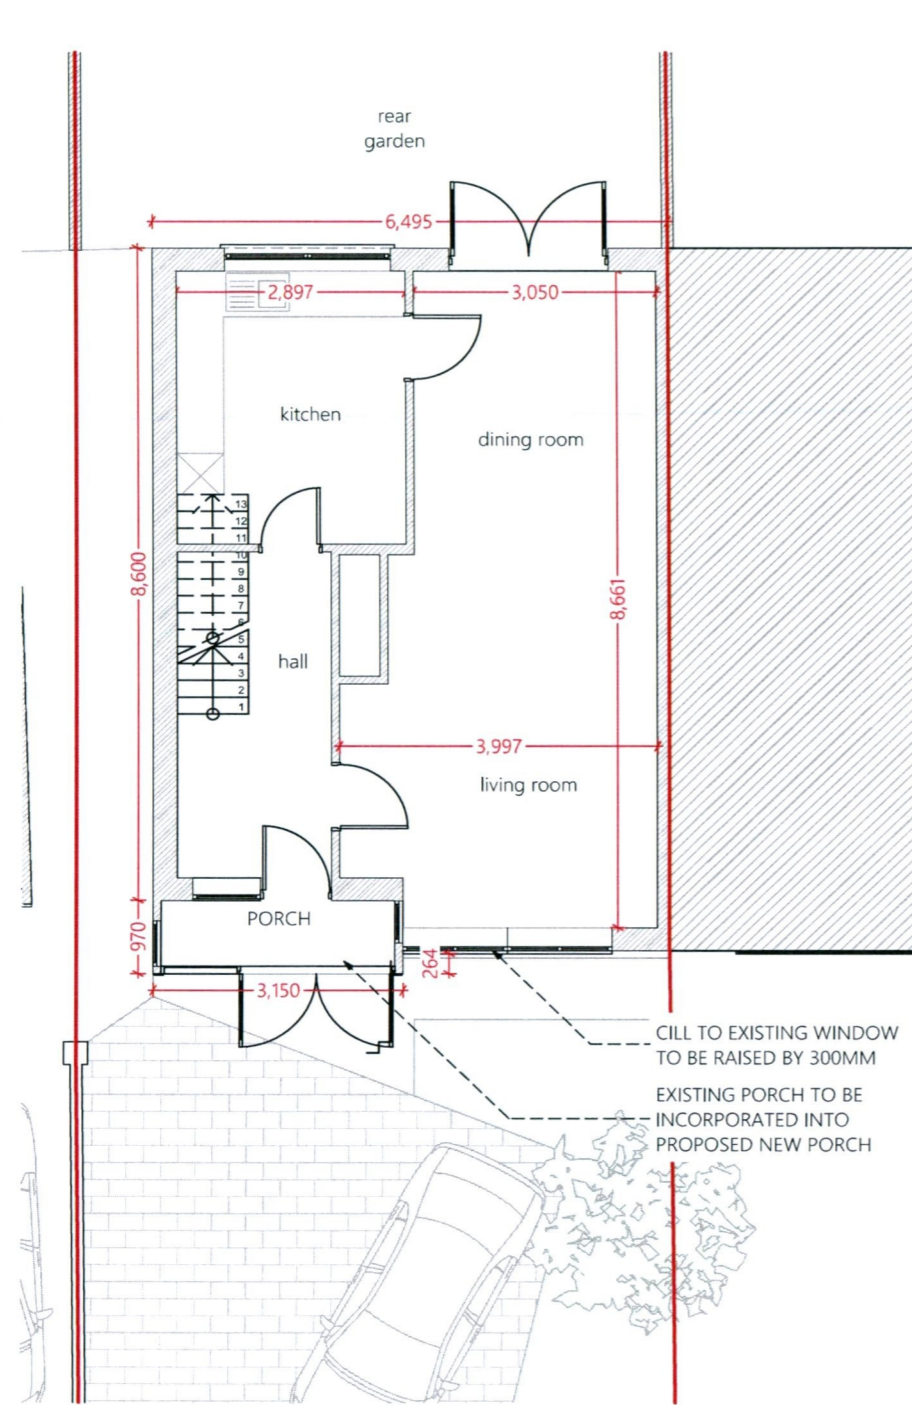 rear
garden
6,495
2,897
3,050
kitchen
dining room
13
12
11
10
9
8
7
6
5
4
3
2
1
8,600
8,661
hall
3,997
living room
PORCH
970
264
3,150
CILL TO EXISTING WINDOW
TO BE RAISED BY 300MM
EXISTING PORCH TO BE
INCORPORATED INTO
PROPOSED NEW PORCH